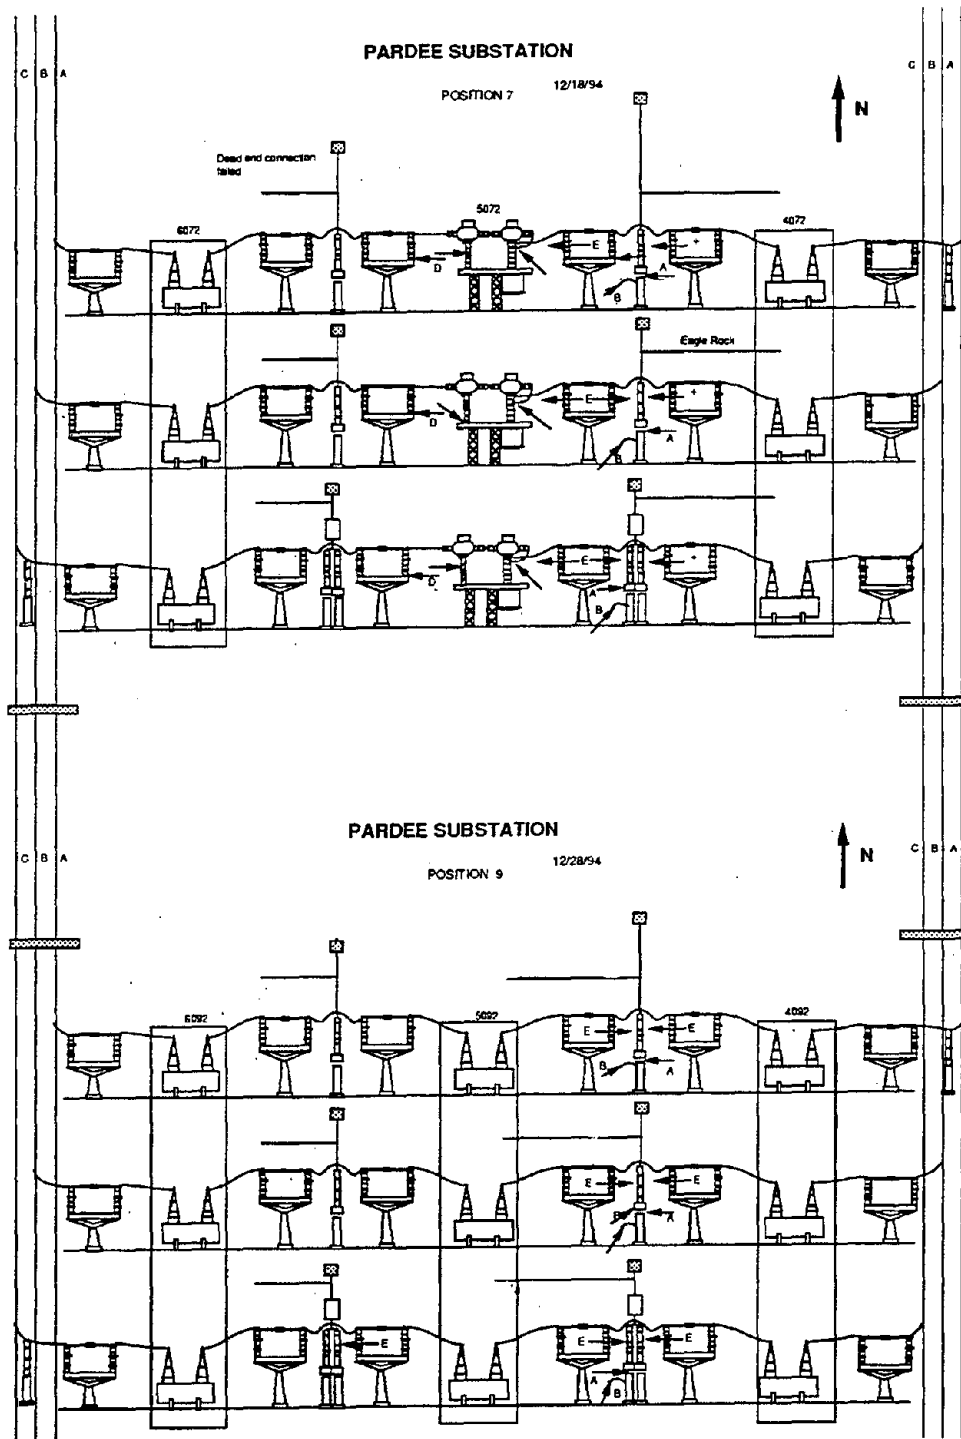 PARDEE SUBSTATION
C B A
C B A
POSITION 7 12/18/94
N
Dead end connection
failed
6072
5072
4072
E
+
D
A
B
Eagle Rock
E
+
D
A
B
E
+
D
A
B
PARDEE SUBSTATION
C B A
C B A
POSITION 9 12/28/94
N
6092
5092
4092
E
E
B
A
E
E
B
A
E
E
E
A
B